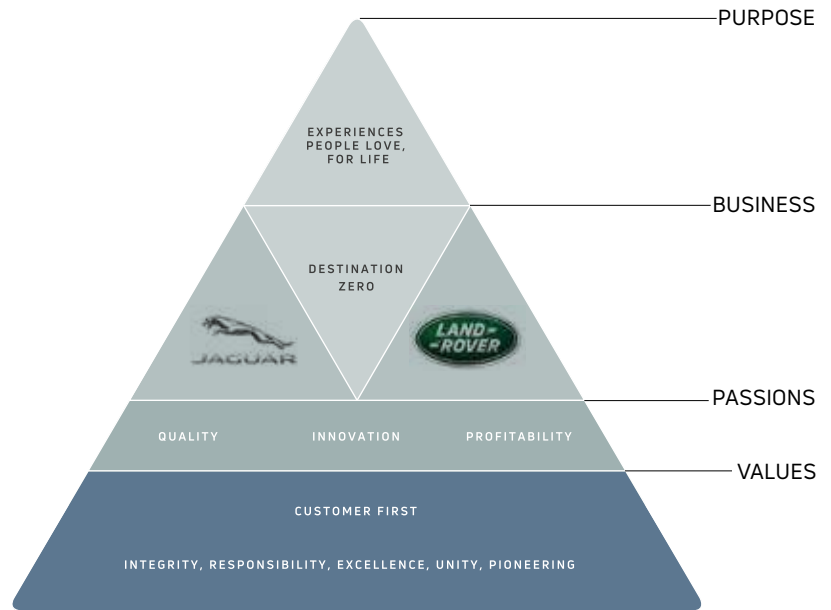 PURPOSE
EXPERIENCES
PEOPLE LOVE,
FOR LIFE
BUSINESS
DESTINATION
ZERO
JAGUAR
LAND-
-ROVER
PASSIONS
QUALITY INNOVATION PROFITABILITY
VALUES
CUSTOMER FIRST
INTEGRITY, RESPONSIBILITY, EXCELLENCE, UNITY, PIONEERING